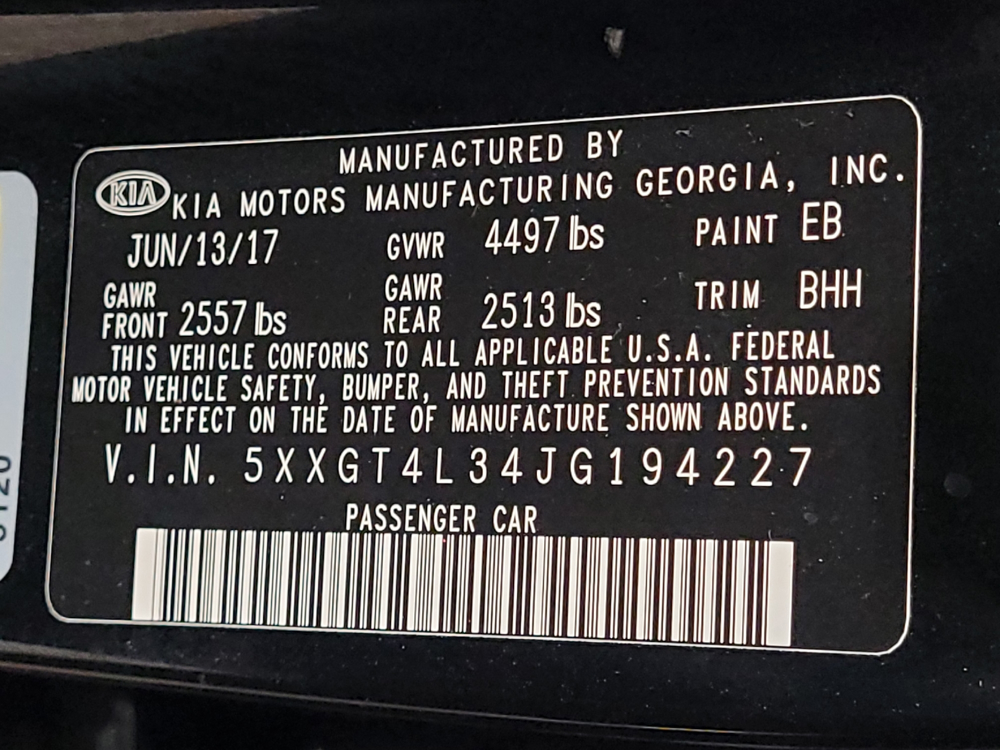 MANUFACTURED BY
KIA KIA MOTORS MANUFACTURING GEORGIA, INC.
JUN/13/17 GVWR 4497 lbs PAINT EB
GAWR FRONT 2557 lbs GAWR REAR 2513 lbs TRIM BHH
THIS VEHICLE CONFORMS TO ALL APPLICABLE U.S.A. FEDERAL
MOTOR VEHICLE SAFETY, BUMPER, AND THEFT PREVENTION STANDARDS
IN EFFECT ON THE DATE OF MANUFACTURE SHOWN ABOVE.
V.I.N. 5XXGT4L34JG194227
PASSENGER CAR